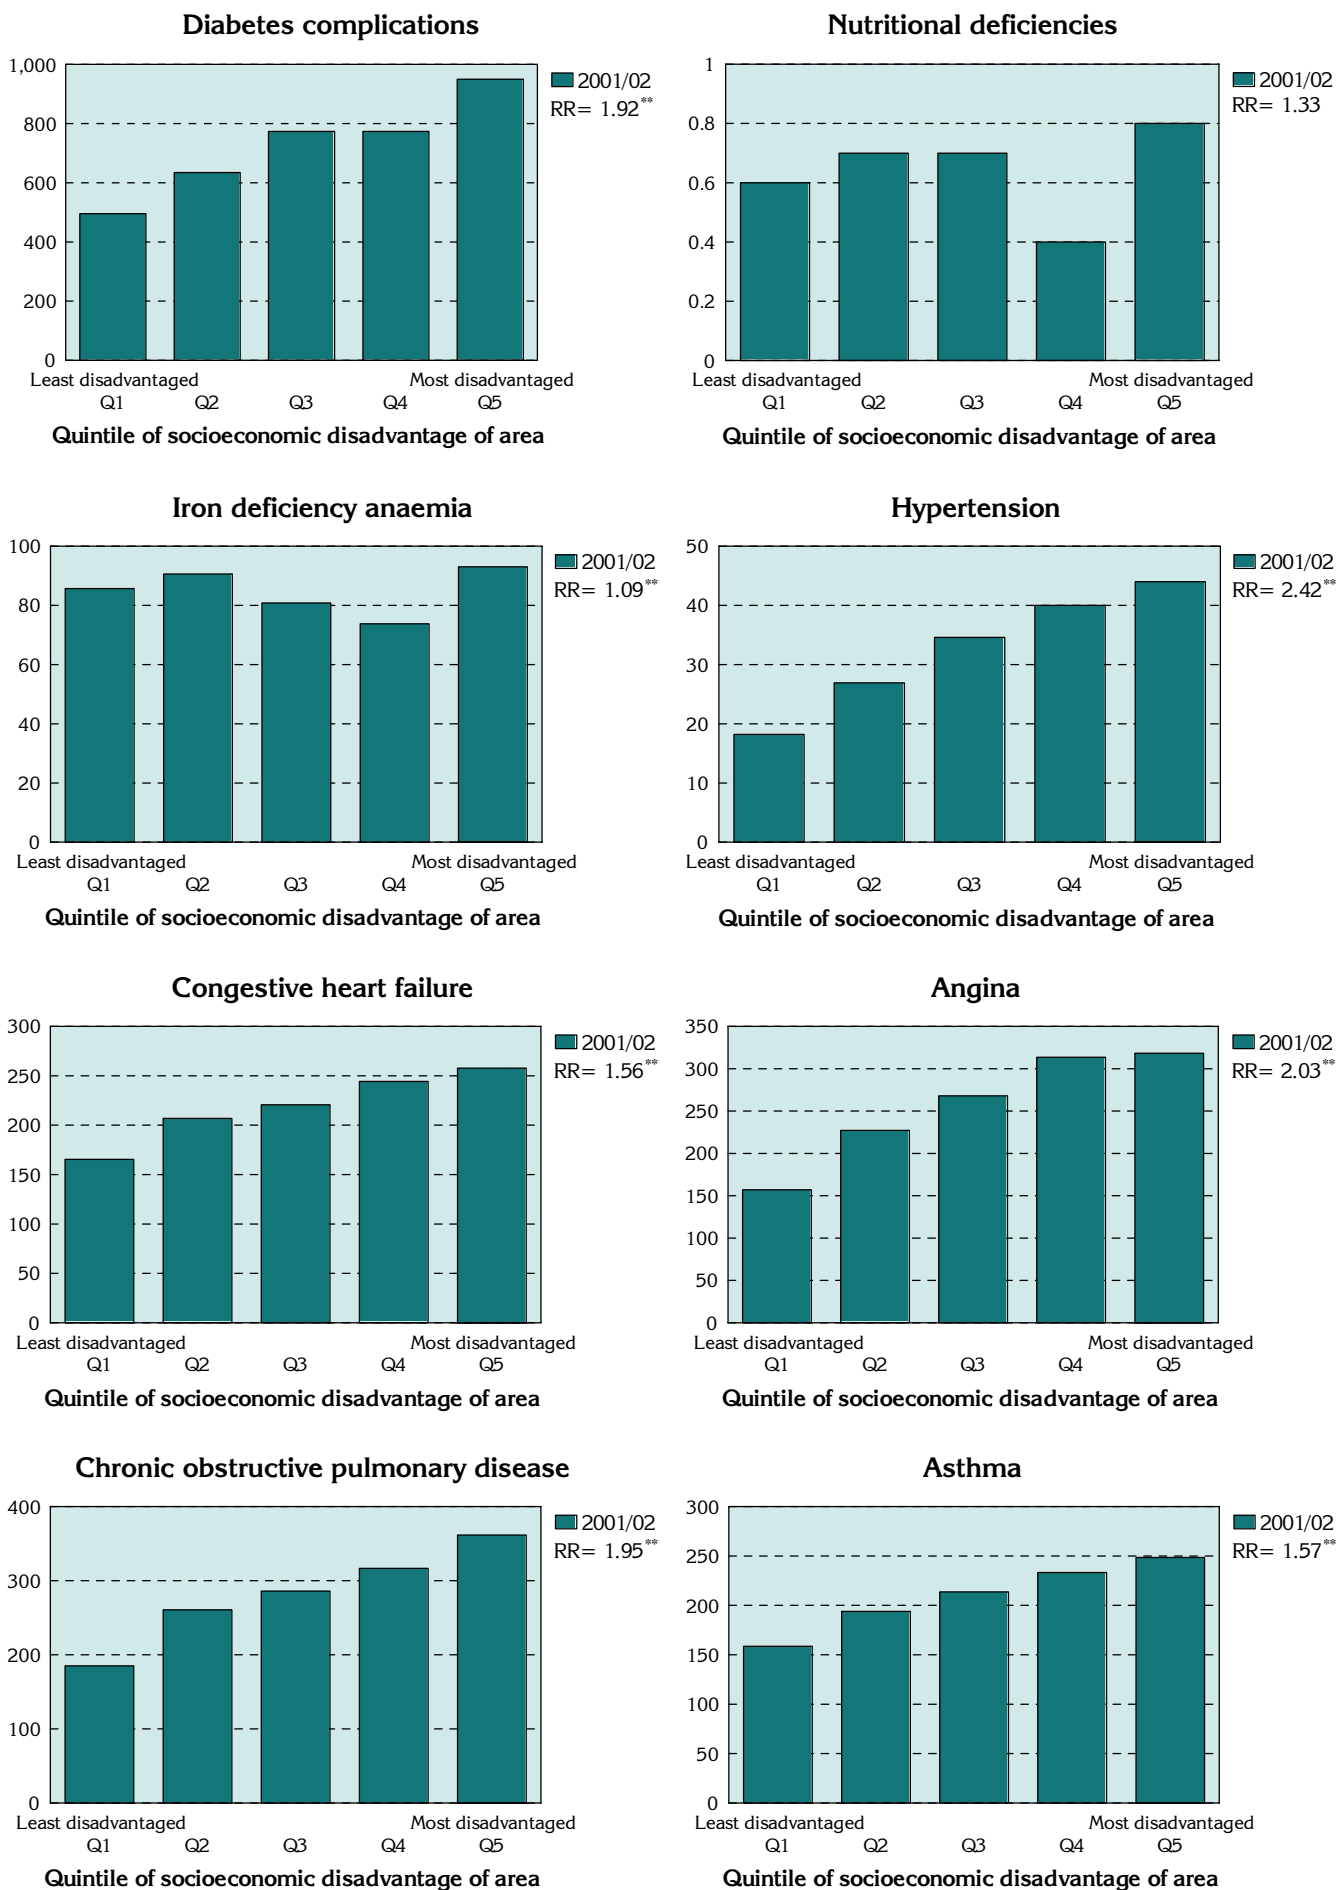 Diabetes complications
1,000
800
600
400
200
0
2001/02
RR= 1.92**
Least disadvantaged
Most disadvantaged
Q1 Q2 Q3 Q4 Q5
Quintile of socioeconomic disadvantage of area
Nutritional deficiencies
1
0.8
0.6
0.4
0.2
0
2001/02
RR= 1.33
Least disadvantaged
Most disadvantaged
Q1 Q2 Q3 Q4 Q5
Quintile of socioeconomic disadvantage of area
Iron deficiency anaemia
100
80
60
40
20
0
2001/02
RR= 1.09**
Least disadvantaged
Most disadvantaged
Q1 Q2 Q3 Q4 Q5
Quintile of socioeconomic disadvantage of area
Hypertension
50
40
30
20
10
0
2001/02
RR= 2.42**
Least disadvantaged
Most disadvantaged
Q1 Q2 Q3 Q4 Q5
Quintile of socioeconomic disadvantage of area
Congestive heart failure
300
250
200
150
100
50
0
2001/02
RR= 1.56**
Least disadvantaged
Most disadvantaged
Q1 Q2 Q3 Q4 Q5
Quintile of socioeconomic disadvantage of area
Angina
350
300
250
200
150
100
50
0
2001/02
RR= 2.03**
Least disadvantaged
Most disadvantaged
Q1 Q2 Q3 Q4 Q5
Quintile of socioeconomic disadvantage of area
Chronic obstructive pulmonary disease
400
300
200
100
0
2001/02
RR= 1.95**
Least disadvantaged
Most disadvantaged
Q1 Q2 Q3 Q4 Q5
Quintile of socioeconomic disadvantage of area
Asthma
300
250
200
150
100
50
0
2001/02
RR= 1.57**
Least disadvantaged
Most disadvantaged
Q1 Q2 Q3 Q4 Q5
Quintile of socioeconomic disadvantage of area